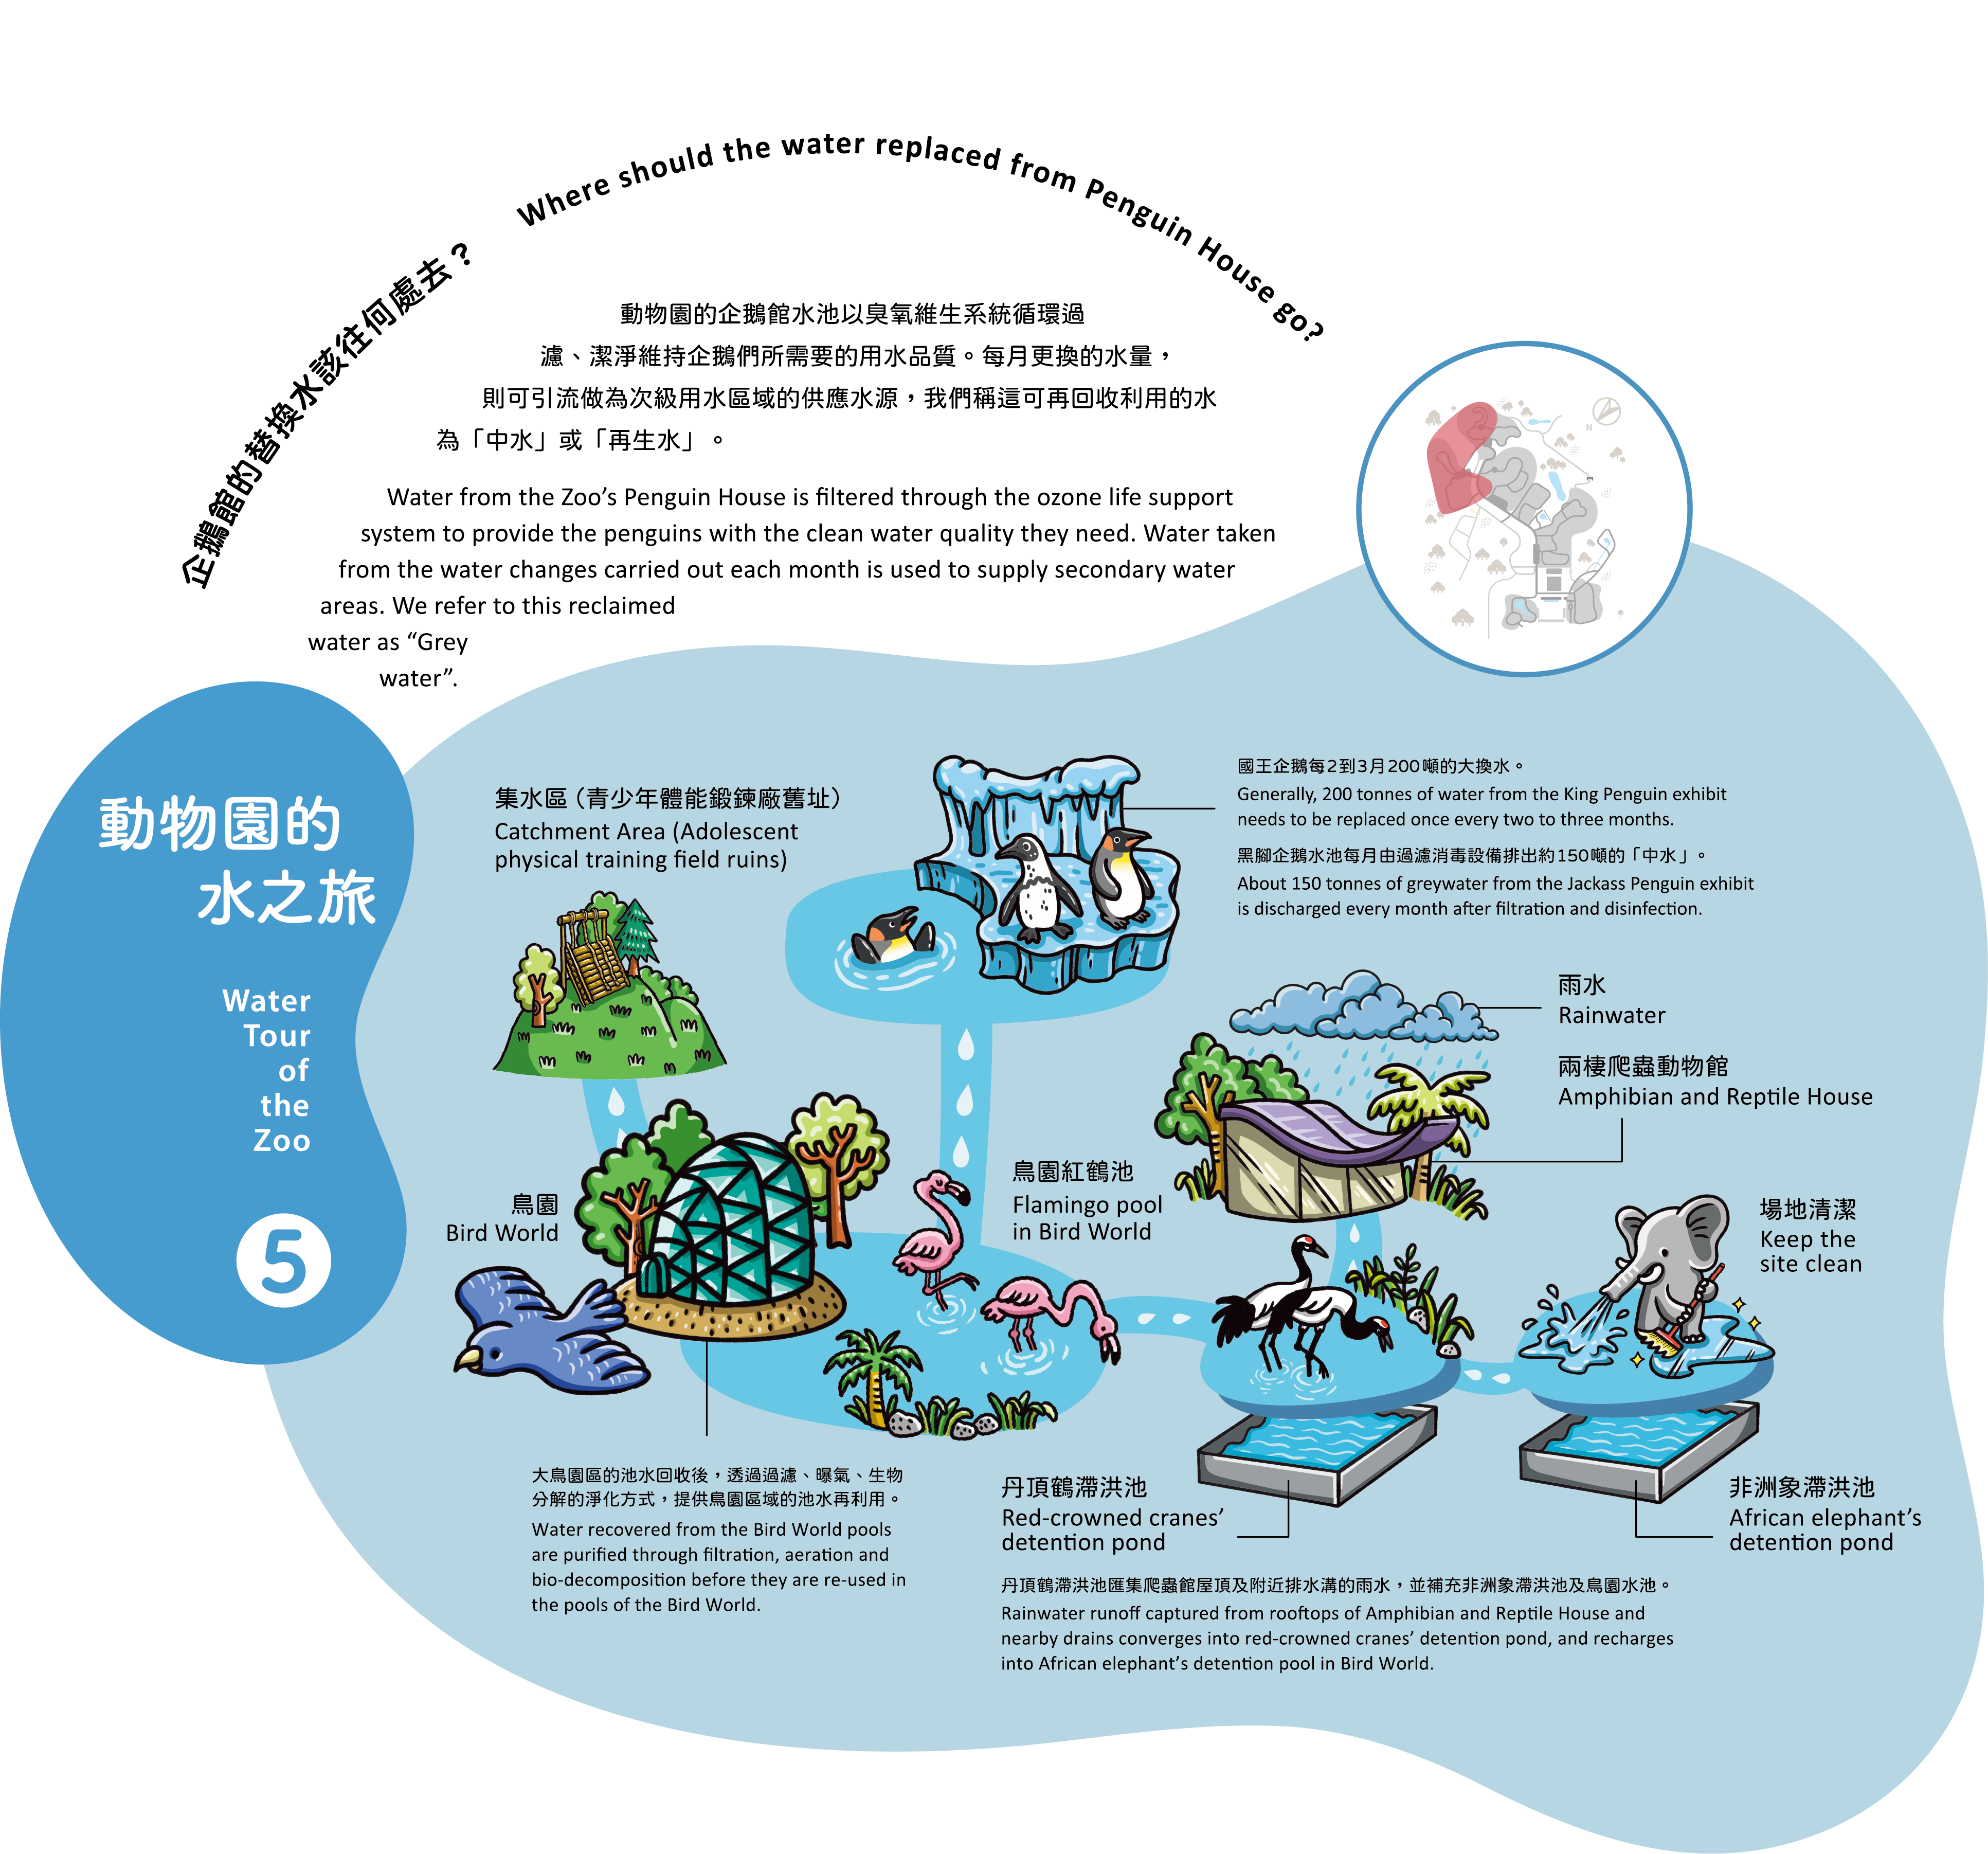 企鵝館的替換水該往何處去？
Where should the water replaced from Penguin House go?
動物園的企鵝館水池以臭氧維生系統循環過
濾、潔淨維持企鵝們所需要的用水品質。每月更換的水量，
則可引流做為次級用水區域的供應水源，我們稱這可再回收利用的水
為「中水」或「再生水」。
Water from the Zoo’s Penguin House is filtered through the ozone life support
system to provide the penguins with the clean water quality they need. Water taken
from the water changes carried out each month is used to supply secondary water
areas. We refer to this reclaimed
water as “Grey
water”.
N
動物園的
水之旅
Water
Tour
of
the
Zoo
5
集水區（青少年體能鍛鍊廠舊址）
Catchment Area (Adolescent
physical training field ruins)
國王企鵝每2到3月200噸的大換水。
Generally, 200 tonnes of water from the King Penguin exhibit
needs to be replaced once every two to three months.
黑腳企鵝水池每月由過濾消毒設備排出約150噸的「中水」。
About 150 tonnes of greywater from the Jackass Penguin exhibit
is discharged every month after filtration and disinfection.
雨水
Rainwater
兩棲爬蟲動物館
Amphibian and Reptile House
鳥園
Bird World
鳥園紅鶴池
Flamingo pool
in Bird World
場地清潔
Keep the
site clean
大鳥園區的池水回收後，透過過濾、曝氣、生物
分解的淨化方式，提供鳥園區域的池水再利用。
Water recovered from the Bird World pools
are purified through filtration, aeration and
bio-decomposition before they are re-used in
the pools of the Bird World.
丹頂鶴滯洪池
Red-crowned cranes’
detention pond
非洲象滯洪池
African elephant’s
detention pond
丹頂鶴滯洪池匯集爬蟲館屋頂及附近排水溝的雨水，並補充非洲象滯洪池及鳥園水池。
Rainwater runoff captured from rooftops of Amphibian and Reptile House and
nearby drains converges into red-crowned cranes’ detention pond, and recharges
into African elephant’s detention pool in Bird World.